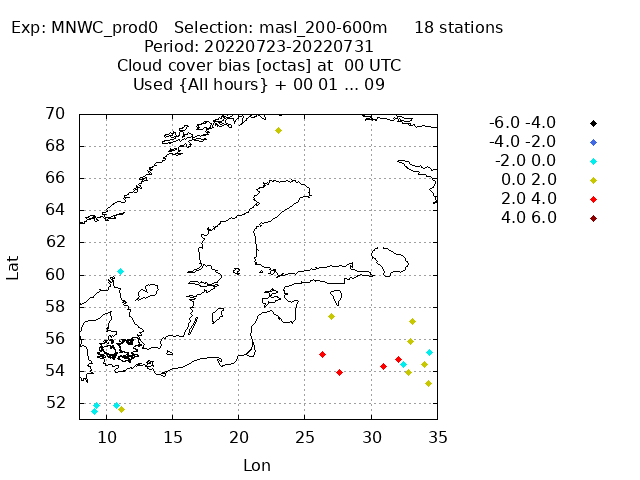 Exp: MNWC_prod0   Selection: masl_200-600m     18 stations
Period: 20220723-20220731
Cloud cover bias [octas] at  00 UTC
Used {All hours} + 00 01 ... 09
-6.0 -4.0
-4.0 -2.0
-2.0 0.0
0.0 2.0
2.0 4.0
4.0 6.0
70
68
66
64
62
60
58
56
54
52
Lat
10 15 20 25 30 35
Lon